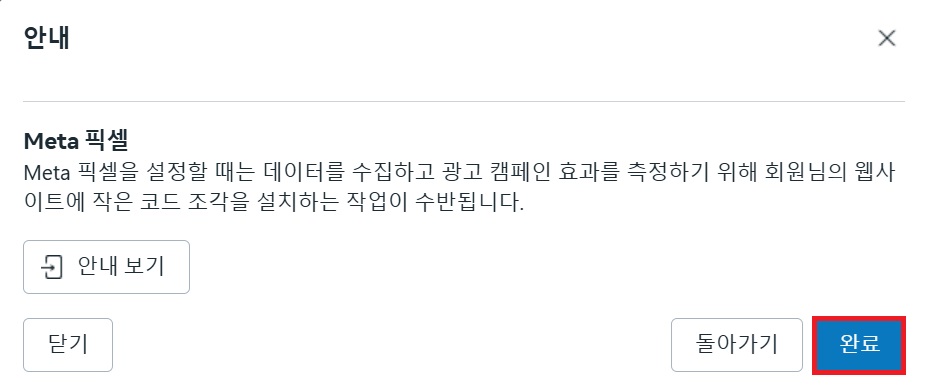 안내
Meta 픽셀
Meta 픽셀을 설정할 때는 데이터를 수집하고 광고 캠페인 효과를 측정하기 위해 회원님의 웹사
이트에 작은 코드 조각을 설치하는 작업이 수반됩니다.
안내 보기
닫기 돌아가기 완료